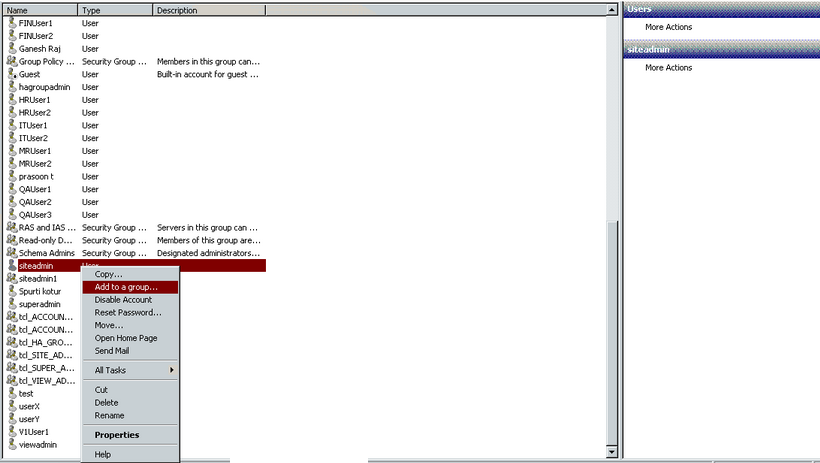 Name Type Description
FINUser1 User
FINUser2 User
Ganesh Raj User
Group Policy ... Security Group ... Members in this group can...
Guest User Built-in account for guest ...
hagroupadmin User
HRUser1 User
HRUser2 User
ITUser1 User
ITUser2 User
MRUser1 User
MRUser2 User
prasoon t User
QAUser1 User
QAUser2 User
QAUser3 User
RAS and IAS ... Security Group ... Servers in this group can ...
Read-only D... Security Group ... Members of this group are...
Schema Admins Security Group ... Designated administrators...
siteadmin User
siteadmin1
Spurti kotur
superadmin
tcl_ACCOUN...
tcl_ACCOUN...
tcl_HA_GRO...
tcl_SITE_AD...
tcl_SUPER_A...
tcl_VIEW_AD...
test
userX
userY
V1User1
viewadmin
Copy...
Add to a group...
Disable Account
Reset Password...
Move...
Open Home Page
Send Mail
All Tasks
Cut
Delete
Rename
Properties
Help
Users
More Actions
siteadmin
More Actions